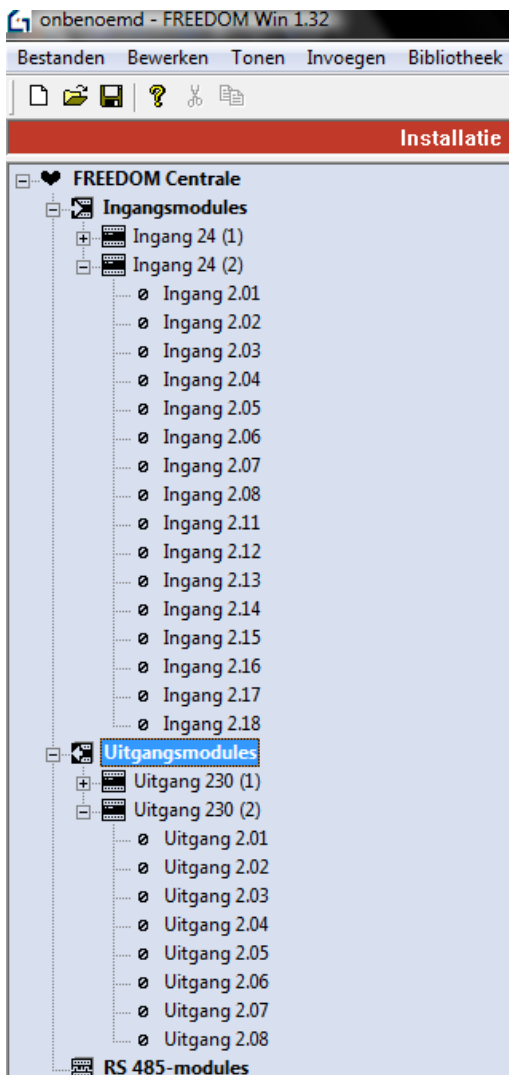 onbenoemd - FREEDOM Win 1.32
Bestanden Bewerken Tonen Invoegen Bibliotheek
Installatie
FREEDOM Centrale
Ingangsmodules
Ingang 24 (1)
Ingang 24 (2)
Ingang 2.01
Ingang 2.02
Ingang 2.03
Ingang 2.04
Ingang 2.05
Ingang 2.06
Ingang 2.07
Ingang 2.08
Ingang 2.11
Ingang 2.12
Ingang 2.13
Ingang 2.14
Ingang 2.15
Ingang 2.16
Ingang 2.17
Ingang 2.18
Uitgangsmodules
Uitgang 230 (1)
Uitgang 230 (2)
Uitgang 2.01
Uitgang 2.02
Uitgang 2.03
Uitgang 2.04
Uitgang 2.05
Uitgang 2.06
Uitgang 2.07
Uitgang 2.08
RS 485-modules